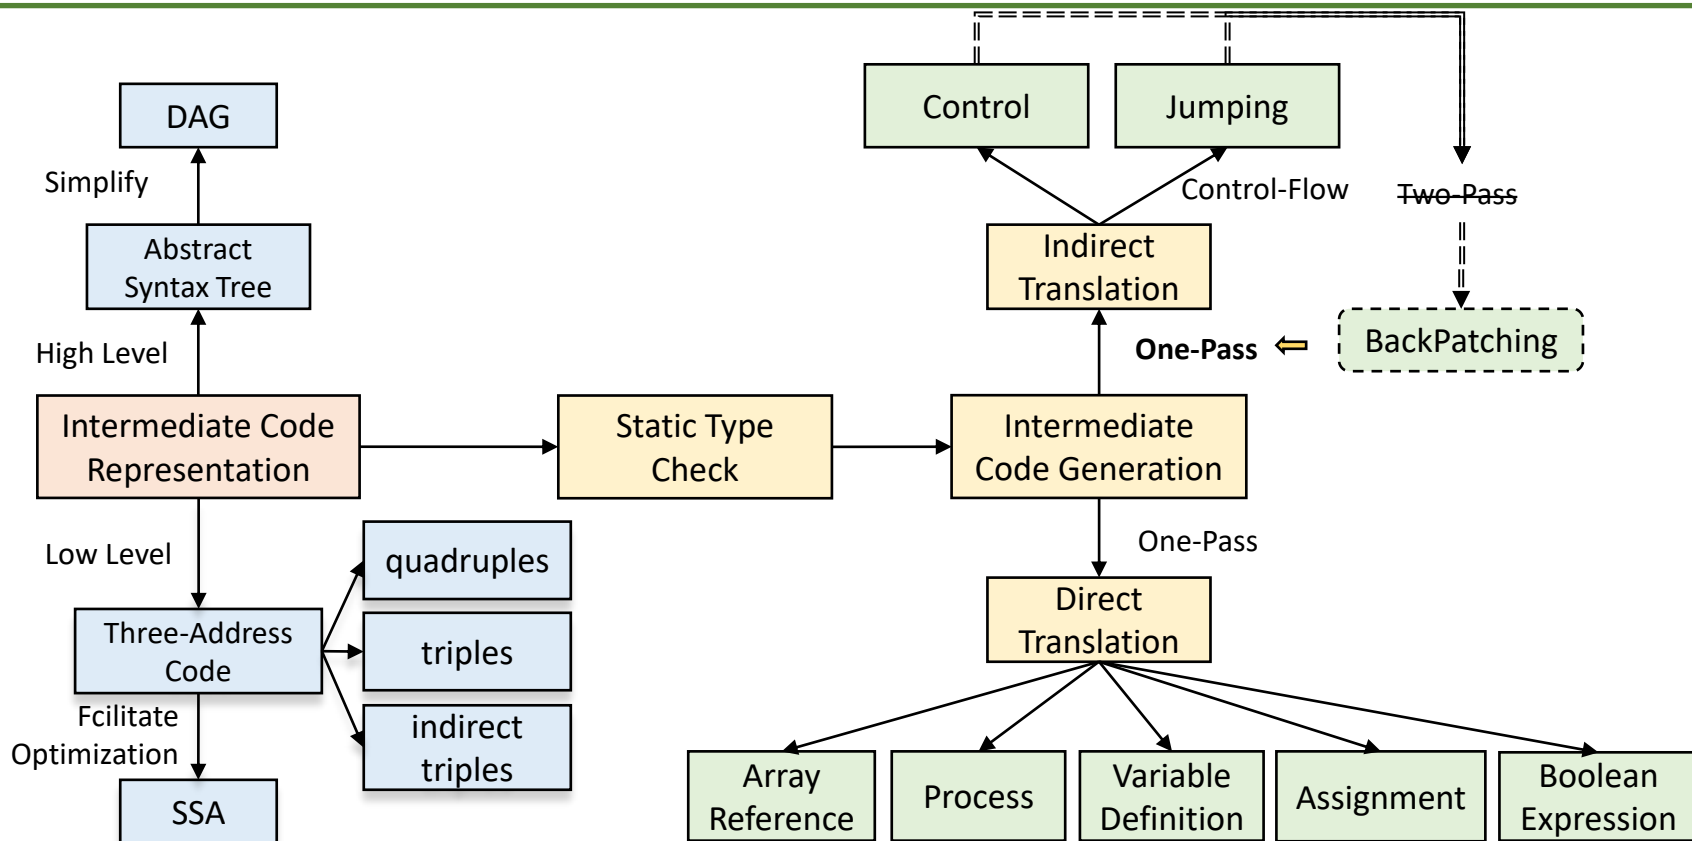 Control
Jumping
DAG
Simplify
Control-Flow
Two-Pass
Abstract
Syntax Tree
Indirect
Translation
High Level
One-Pass
BackPatching
Intermediate Code
Representation
Static Type
Check
Intermediate
Code Generation
Low Level
quadruples
One-Pass
Three-Address
Code
triples
Direct
Translation
Fcilitate
Optimization
indirect
triples
SSA
Array
Reference
Process
Variable
Definition
Assignment
Boolean
Expression